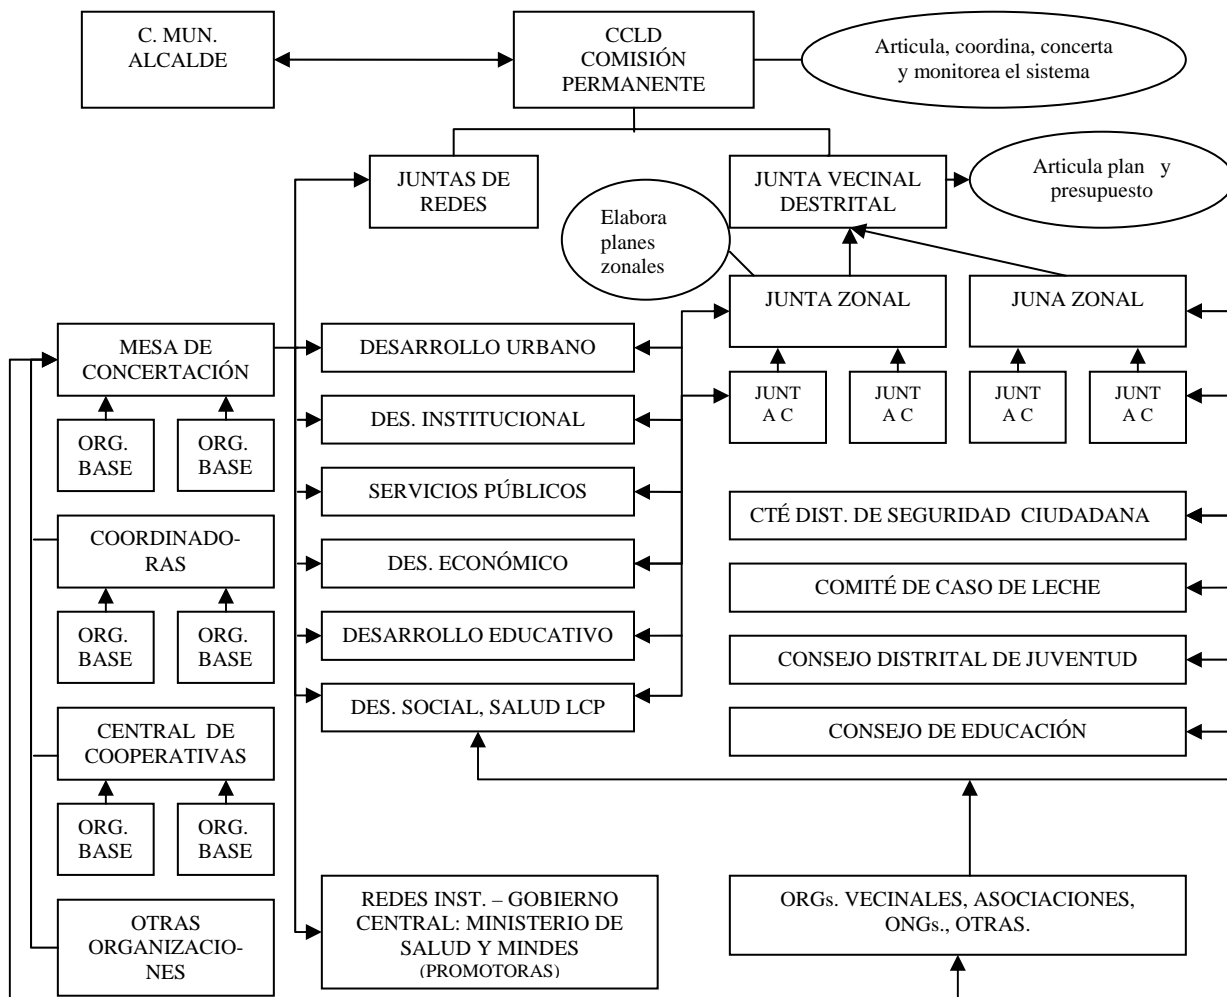 C. MUN.
ALCALDE
CCLD
COMISIÓN
PERMANENTE
Articula, coordina, concerta
y monitorea el sistema
JUNTAS DE
REDES
JUNTA VECINAL
DESTRITAL
Articula plan y
presupuesto
Elabora
planes
zonales
JUNTA ZONAL
JUNA ZONAL
MESA DE
CONCERTACIÓN
DESARROLLO URBANO
JUNT
A C
JUNT
A C
JUNT
A C
JUNT
A C
ORG.
BASE
ORG.
BASE
DES. INSTITUCIONAL
SERVICIOS PÚBLICOS
CTÉ DIST. DE SEGURIDAD CIUDADANA
COORDINADO-
RAS
DES. ECONÓMICO
COMITÉ DE CASO DE LECHE
ORG.
BASE
ORG.
BASE
DESARROLLO EDUCATIVO
CONSEJO DISTRITAL DE JUVENTUD
DES. SOCIAL, SALUD LCP
CONSEJO DE EDUCACIÓN
CENTRAL DE
COOPERATIVAS
ORG.
BASE
ORG.
BASE
OTRAS
ORGANIZACIO-
NES
REDES INST. – GOBIERNO
CENTRAL: MINISTERIO DE
SALUD Y MINDES
(PROMOTORAS)
ORGs. VECINALES, ASOCIACIONES,
ONGs., OTRAS.